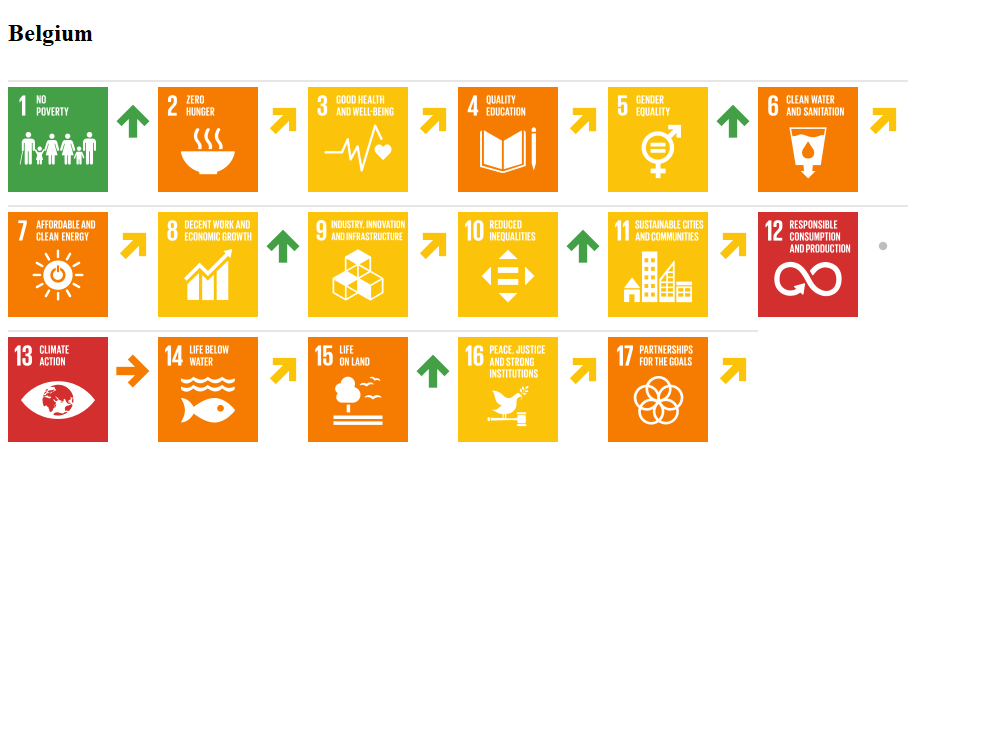 Belgium
1 NO
POVERTY
2 ZERO
HUNGER
3 GOOD HEALTH
AND WELL-BEING
4 QUALITY
EDUCATION
5 GENDER
EQUALITY
6 CLEAN WATER
AND SANITATION
7 AFFORDABLE AND
CLEAN ENERGY
8 DECENT WORK AND
ECONOMIC GROWTH
9 INDUSTRY, INNOVATION
AND INFRASTRUCTURE
10 REDUCED
INEQUALITIES
11 SUSTAINABLE CITIES
AND COMMUNITIES
12 RESPONSIBLE
CONSUMPTION
AND PRODUCTION
13 CLIMATE
ACTION
14 LIFE BELOW
WATER
15 LIFE
ON LAND
16 PEACE, JUSTICE
AND STRONG
INSTITUTIONS
17 PARTNERSHIPS
FOR THE GOALS